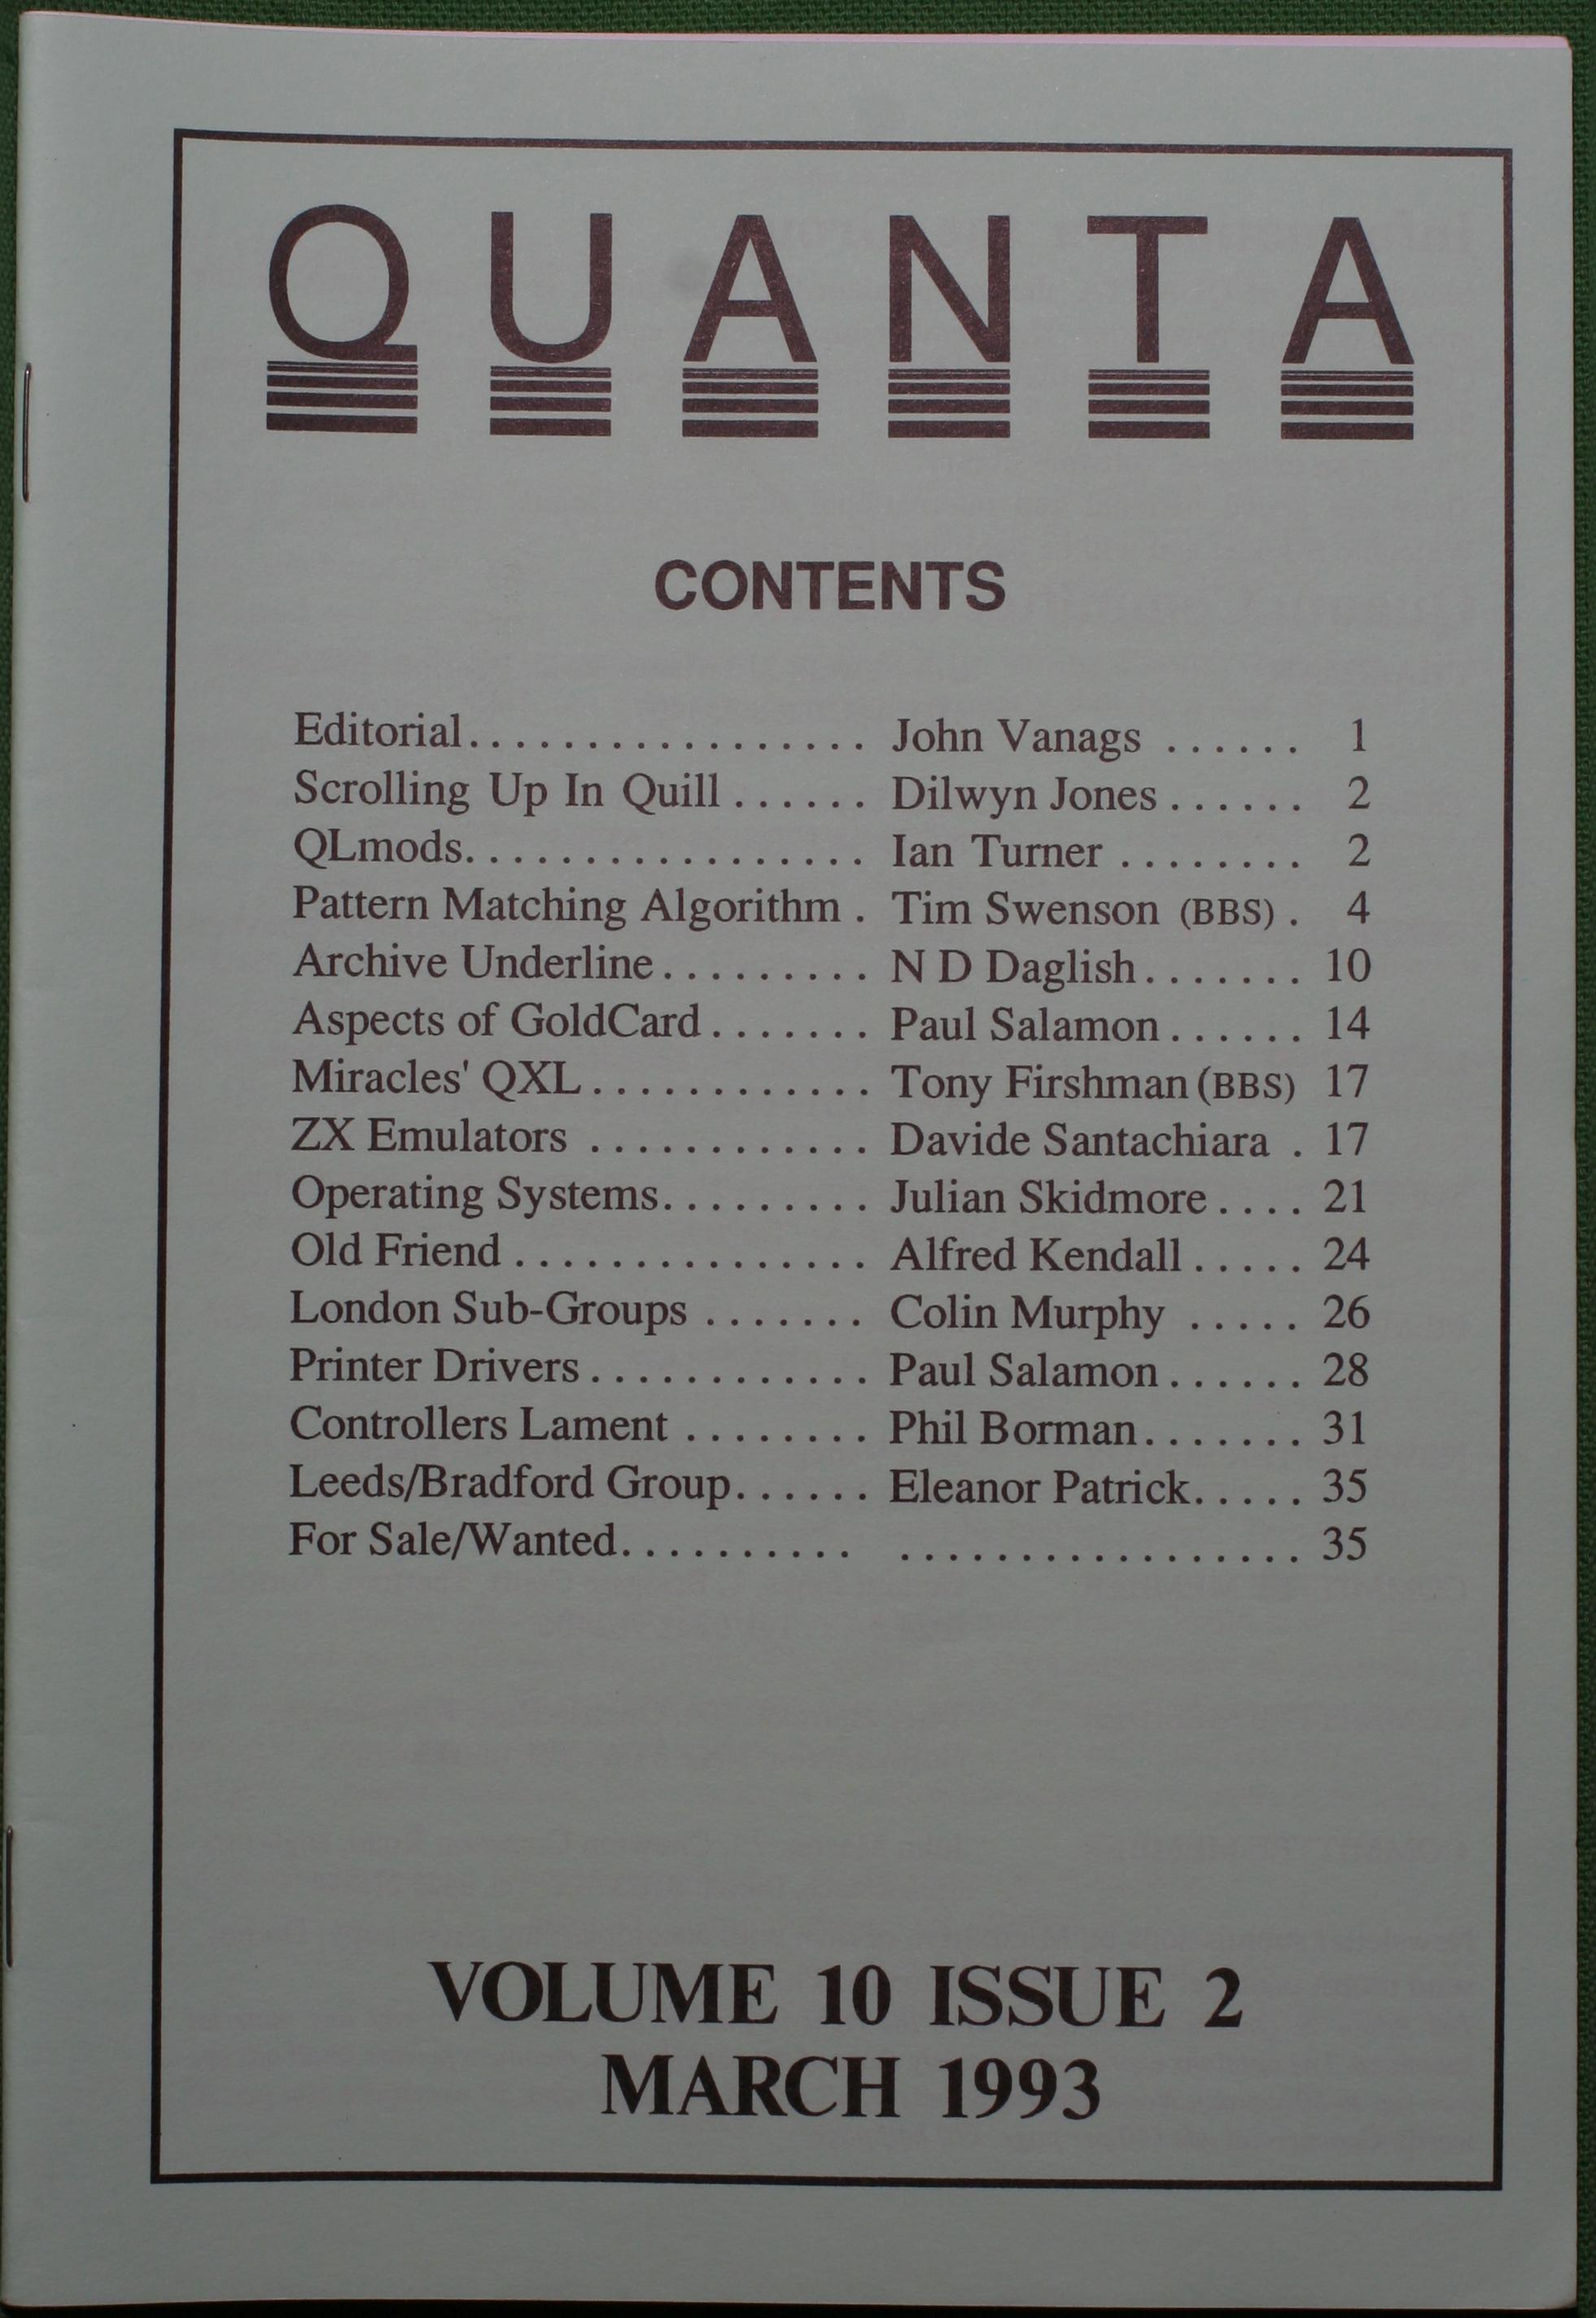 QUANTA
CONTENTS
Editorial.................. John Vanags ...... 1
Scrolling Up In Quill...... Dilwyn Jones...... 2
QLmods................. Ian Turner ........ 2
Pattern Matching Algorithm . Tim Swenson (BBS) . 4
Archive Underline......... N D Daglish....... 10
Aspects of GoldCard....... Paul Salamon...... 14
Miracles' QXL............ Tony Firshman (BBS) 17
ZX Emulators ............ Davide Santachiara . 17
Operating Systems......... Julian Skidmore.... 21
Old Friend ............... Alfred Kendall..... 24
London Sub-Groups ....... Colin Murphy ..... 26
Printer Drivers............ Paul Salamon...... 28
Controllers Lament ........ Phil Borman....... 31
Leeds/Bradford Group...... Eleanor Patrick..... 35
For Sale/Wanted.......... ................. 35
VOLUME 10 ISSUE 2
MARCH 1993